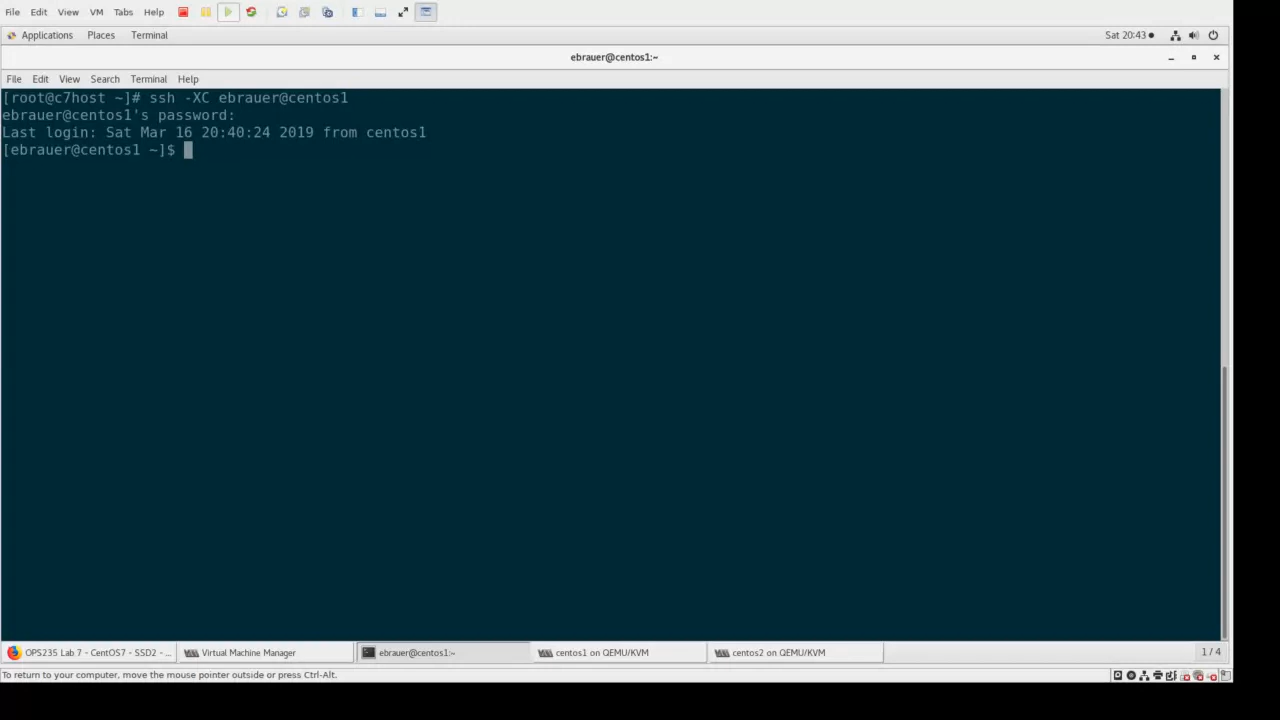 File Edit View VM Tabs Help
Applications Places Terminal Sat 20:43
ebrauer@centos1:~
File Edit View Search Terminal Help
[root@c7host ~]# ssh -XC ebrauer@centos1
ebrauer@centos1's password:
Last login: Sat Mar 16 20:40:24 2019 from centos1
[ebrauer@centos1 ~]$
OPS235 Lab 7 - CentOS7 - SSD2 - ... Virtual Machine Manager ebrauer@centos1:~ centos1 on QEMU/KVM centos2 on QEMU/KVM 1 / 4
To return to your computer, move the mouse pointer outside or press Ctrl-Alt.